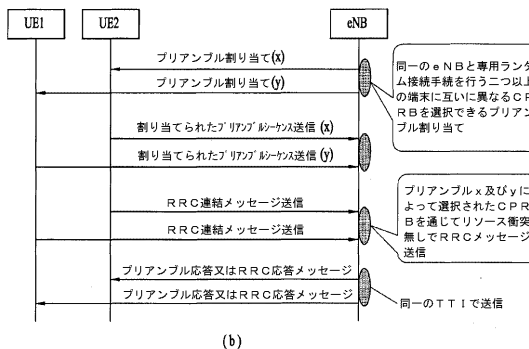 UE1
UE2
eNB
プリアンブル割り当て(x)
プリアンブル割り当て(y)
同一のｅＮＢと専用ランダ
ム接続手続を行う二つ以上
の端末に互いに異なるＣＰ
ＲＢを選択できるプリアン
ブル割り当て
割り当てられたﾌﾟﾘｱﾝﾌﾞﾙｼｰｹﾝｽ送信(x)
割り当てられたﾌﾟﾘｱﾝﾌﾞﾙｼｰｹﾝｽ送信(y)
ＲＲＣ連結メッセージ送信
ＲＲＣ連結メッセージ送信
プリアンブルｘ及びｙに
よって選択されたＣＰＲ
Ｂを通じてリソース衝突
無しでＲＲＣメッセージ
送信
プリアンブル応答又はＲＲＣ応答メッセージ
プリアンブル応答又はＲＲＣ応答メッセージ
同一のＴＴＩで送信
(b)